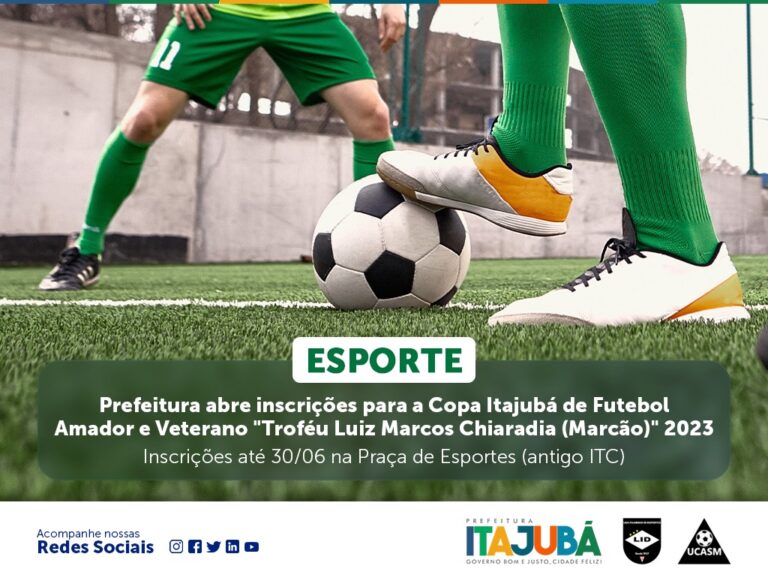 11
ESPORTE
Prefeitura abre inscrições para a Copa Itajubá de Futebol
Amador e Veterano "Troféu Luiz Marcos Chiaradia (Marcão)" 2023
Inscrições até 30/06 na Praça de Esportes (antigo ITC)
Acompanhe nossas
Redes Sociais
PREFEITURA
ITAJUBÁ
GOVERNO BOM E JUSTO, CIDADE FELIZ!
LID
UCASM